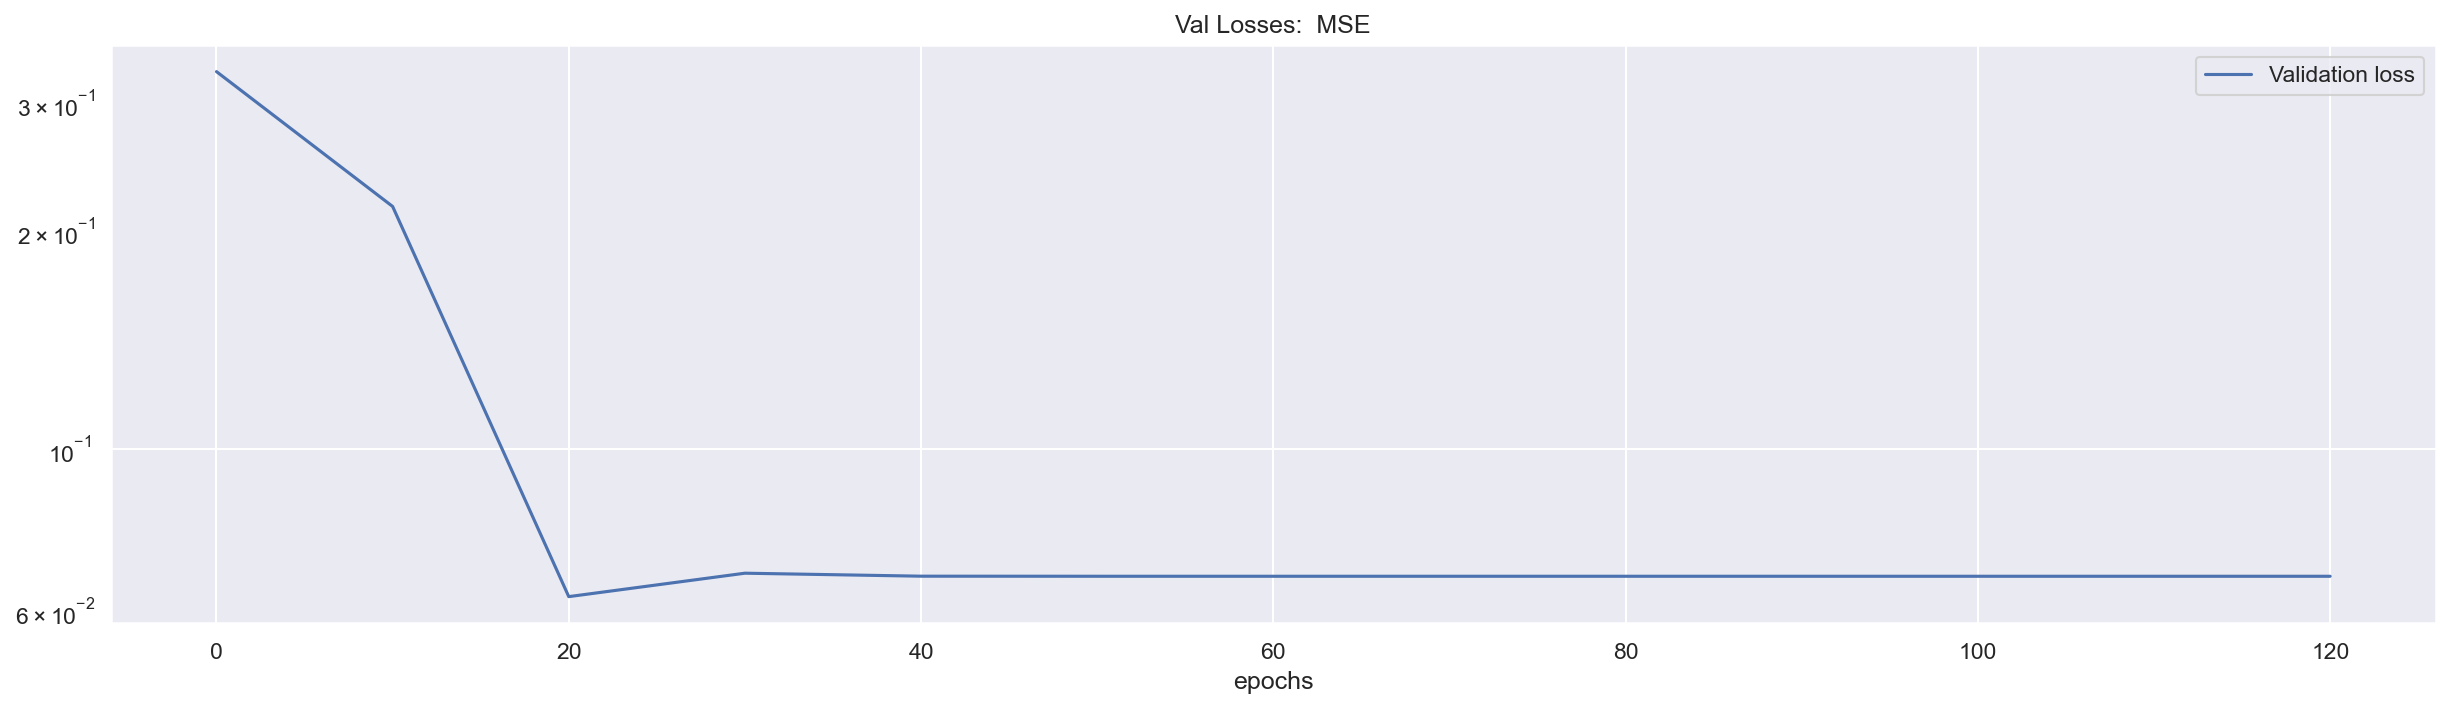 Val Losses:  MSE
Validation loss
3 × 10⁻¹
2 × 10⁻¹
10⁻¹
6 × 10⁻²
0 20 40 60 80 100 120
epochs